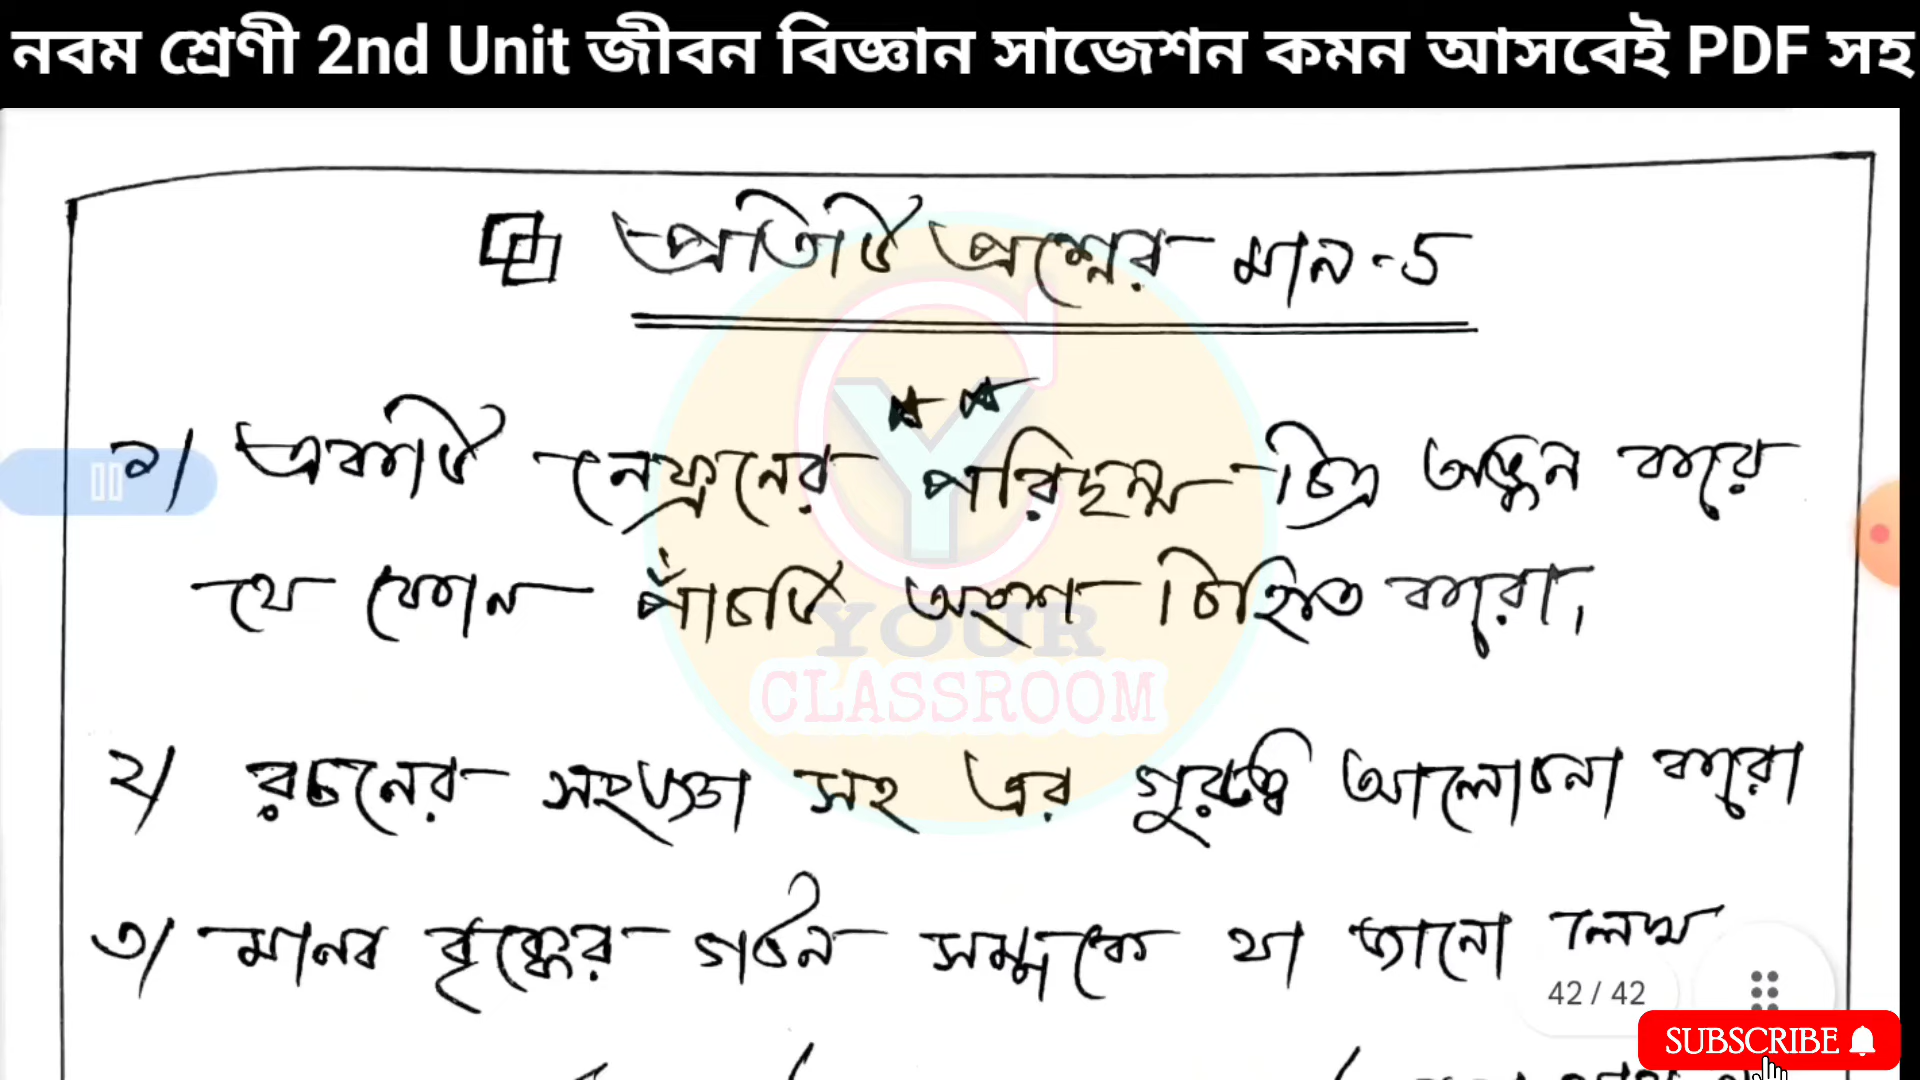 নবম শ্রেণী 2nd Unit জীবন বিজ্ঞান সাজেশন কমন আসবেই PDF সহ
প্রতিটি প্রশ্নের মান - 5
১) একটি নেফ্রনের পরিছন্ন চিত্র অঙ্কন করে
যে কোন পাঁচটি অংশ চিহ্নিত করো।
২) রচনের সংজ্ঞা সহ এর গুরুত্ব আলোচনা করো
৩) মানব বৃক্কের গঠন সম্পর্কে যা জানো লেখ
YOUR
CLASSROOM
42 / 42
SUBSCRIBE